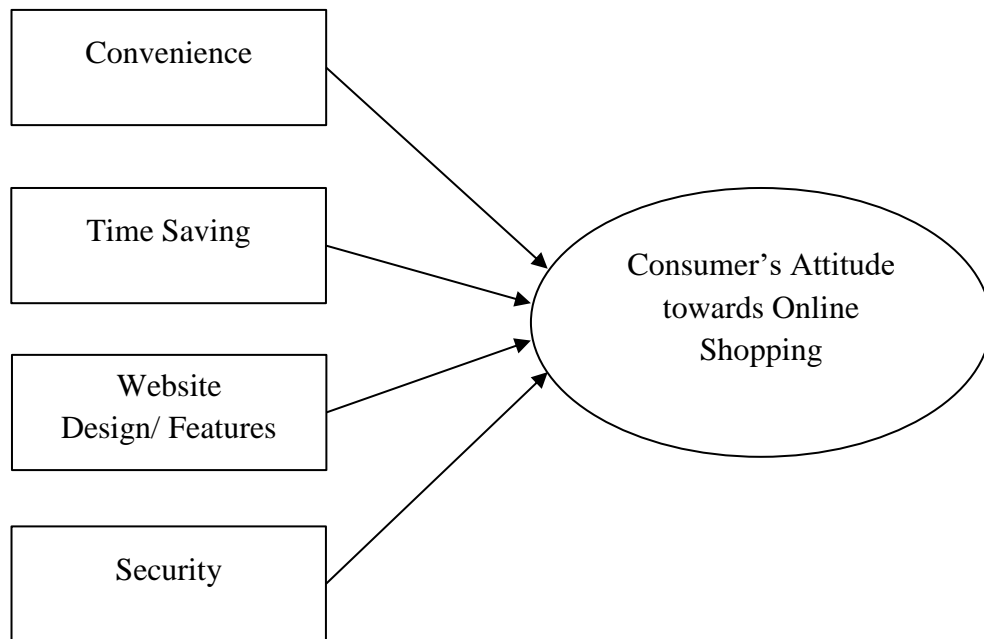 Convenience
Time Saving
Website
Design/ Features
Security
Consumer’s Attitude
towards Online
Shopping